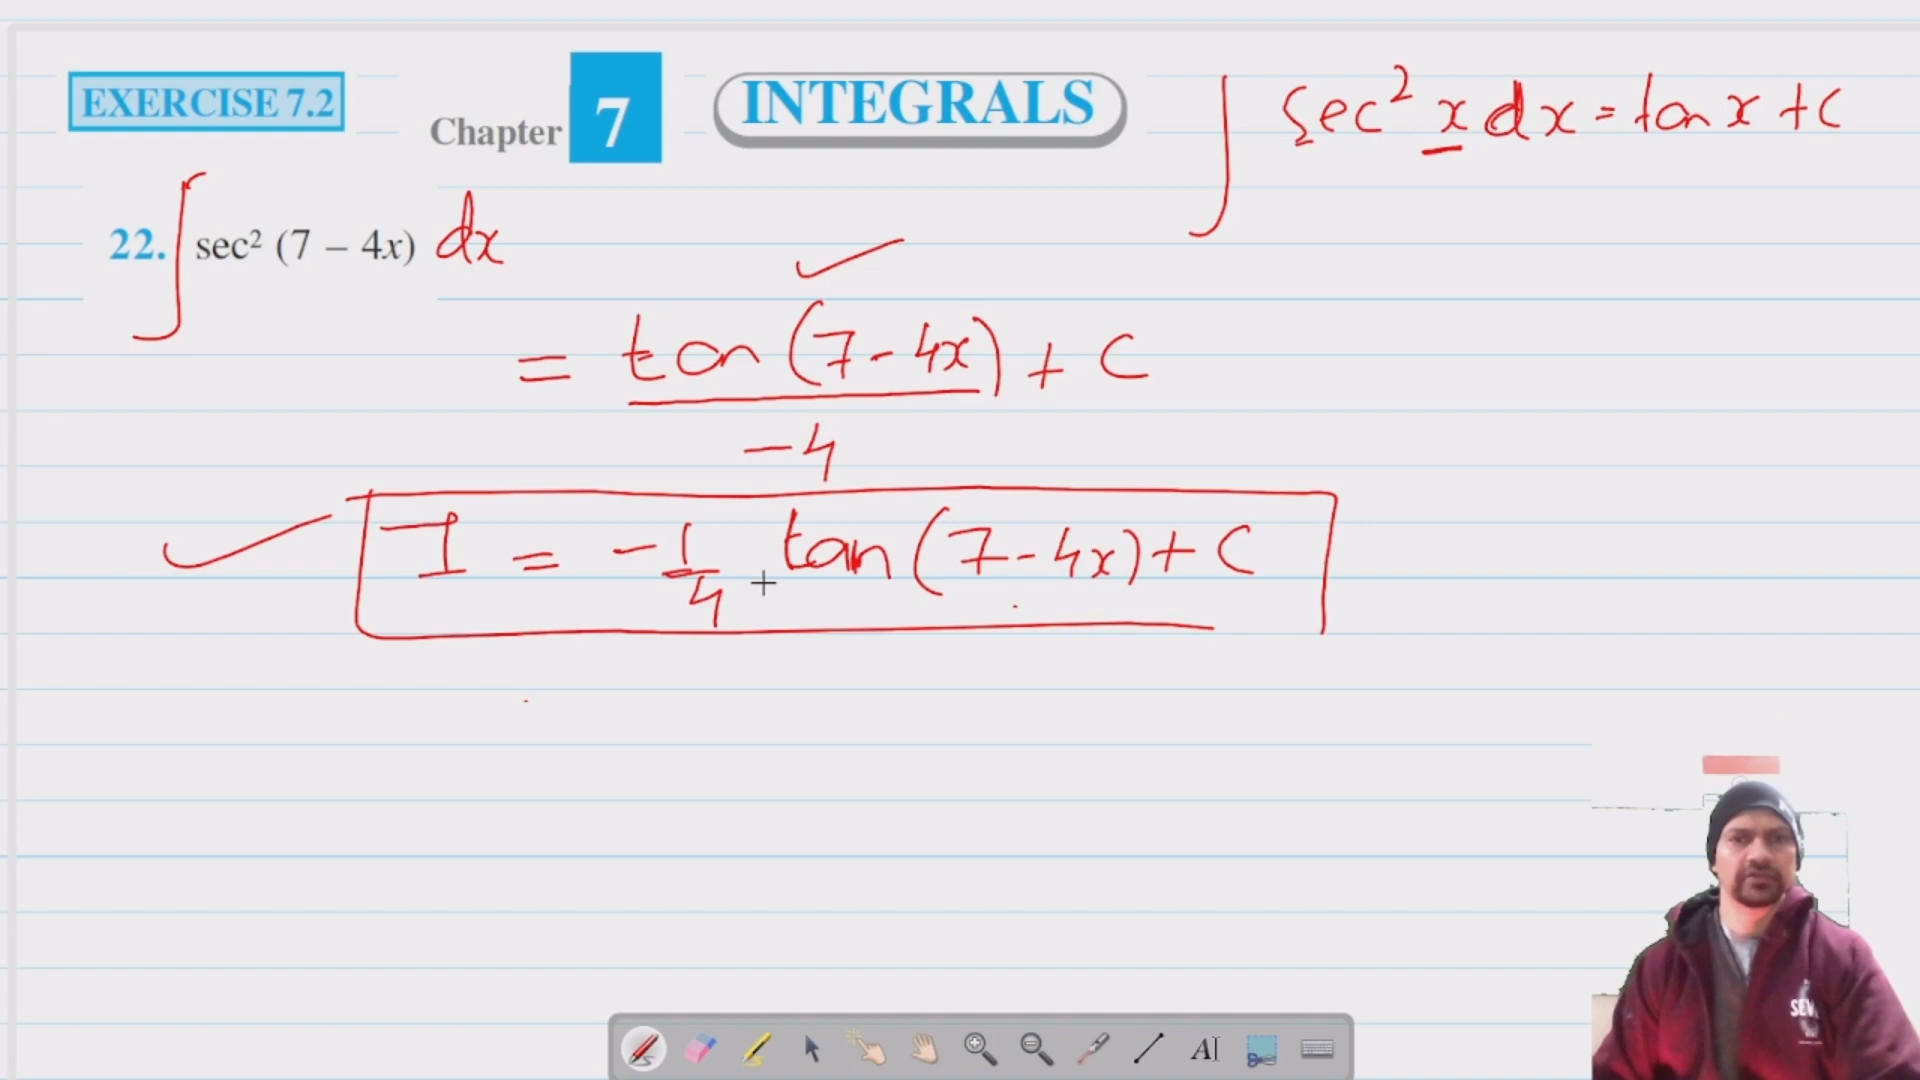 EXERCISE 7.2
Chapter 7
INTEGRALS
∫ sec² x dx = tan x + C
22. ∫ sec² (7 – 4x) dx
= tan (7 - 4x) + C
-4
I = -1/4 tan (7 - 4x) + C
AI